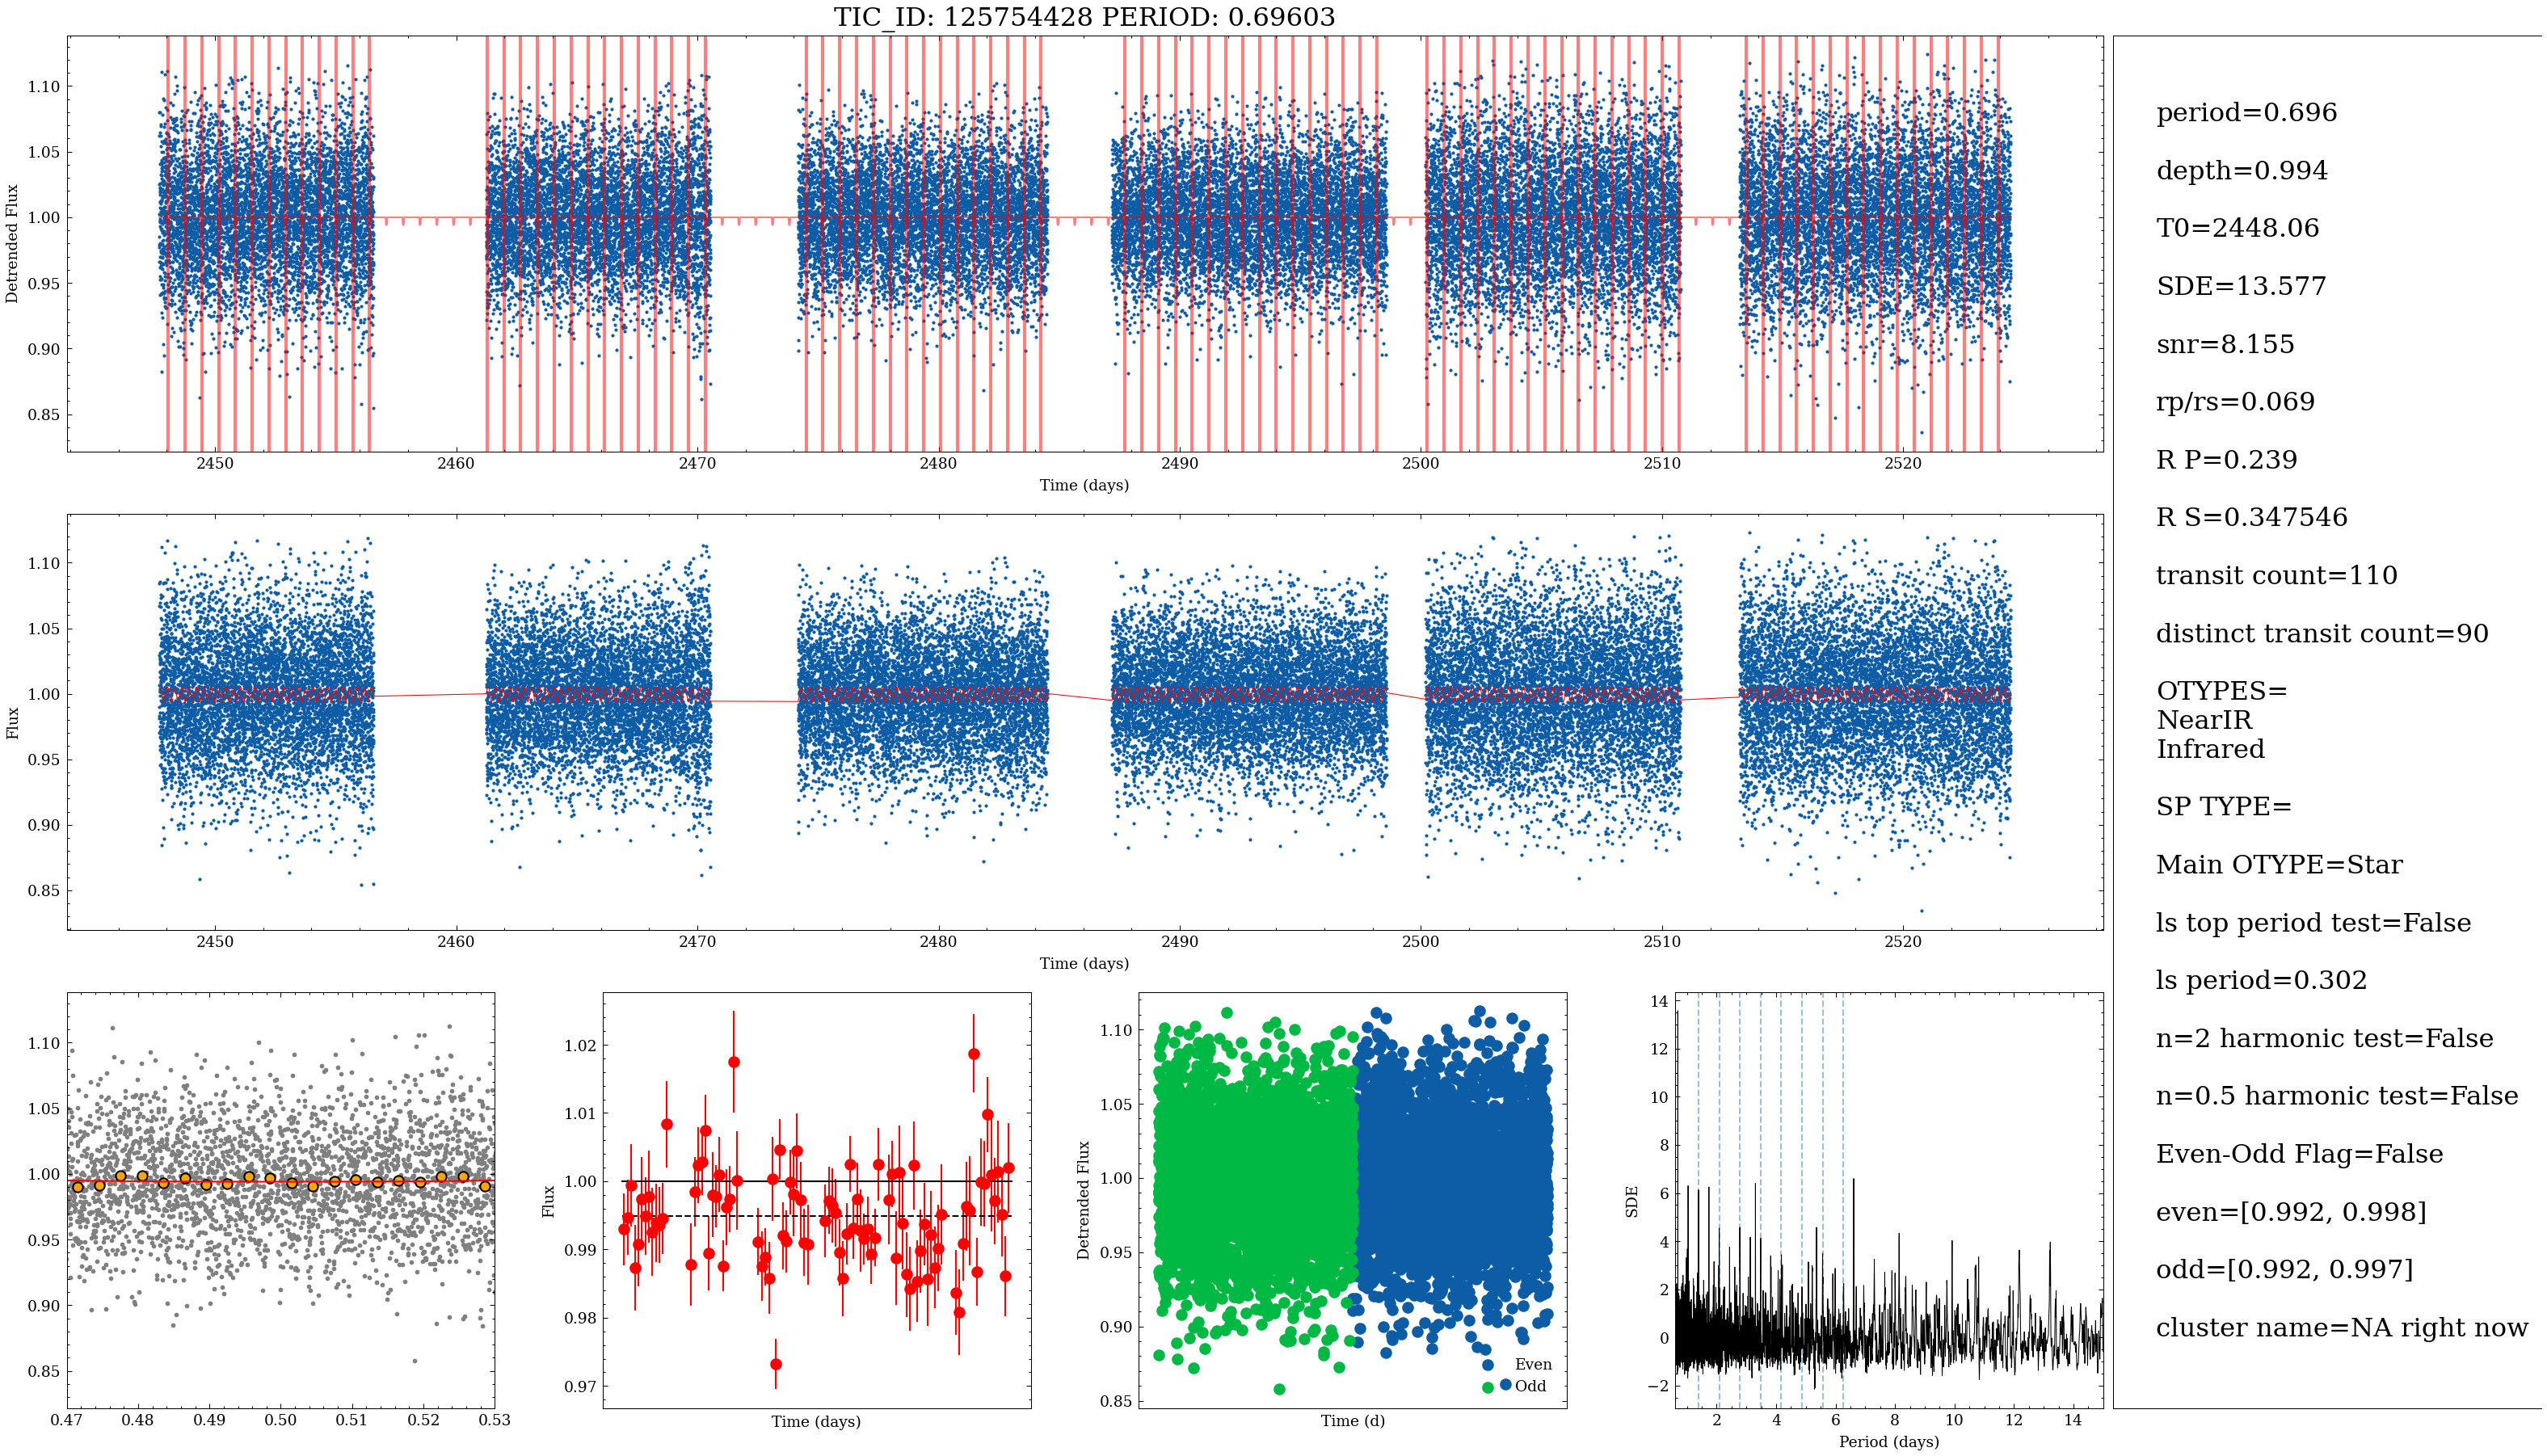 TIC_ID: 125754428 PERIOD: 0.69603
1.10
1.05
1.00
0.95
0.90
0.85
Detrended Flux
2450
2460
2470
2480
2490
2500
2510
2520
Time (days)
1.10
1.05
1.00
0.95
0.90
0.85
Flux
2450
2460
2470
2480
2490
2500
2510
2520
Time (days)
1.10
1.05
1.00
0.95
0.90
0.85
0.47
0.48
0.49
0.50
0.51
0.52
0.53
1.02
1.01
1.00
0.99
0.98
0.97
Flux
Time (days)
1.10
1.05
1.00
0.95
0.90
0.85
Detrended Flux
Even
Odd
Time (d)
14
12
10
8
6
4
2
0
−2
SDE
2
4
6
8
10
12
14
Period (days)
period=0.696
depth=0.994
T0=2448.06
SDE=13.577
snr=8.155
rp/rs=0.069
R P=0.239
R S=0.347546
transit count=110
distinct transit count=90
OTYPES=
NearIR
Infrared
SP TYPE=
Main OTYPE=Star
ls top period test=False
ls period=0.302
n=2 harmonic test=False
n=0.5 harmonic test=False
Even-Odd Flag=False
even=[0.992, 0.998]
odd=[0.992, 0.997]
cluster name=NA right now